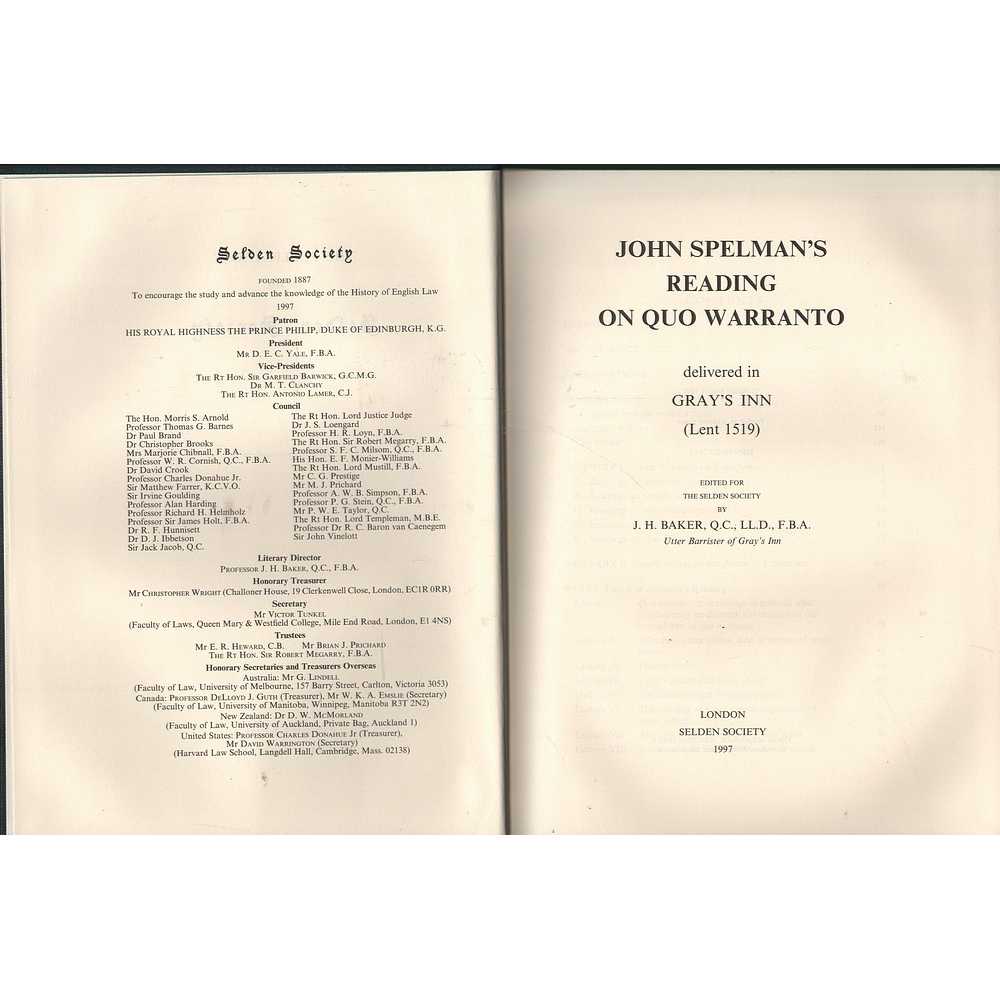 Selden Society
FOUNDED 1887
To encourage the study and advance the knowledge of the History of English Law
1997
Patron
HIS ROYAL HIGHNESS THE PRINCE PHILIP, DUKE OF EDINBURGH, K.G.
President
MR D. E. C. YALE, F.B.A.
Vice-Presidents
THE RT HON. SIR GARFIELD BARWICK, G.C.M.G.
DR M. T. CLANCHY
THE RT HON. ANTONIO LAMER, C.J.
Council
The Hon. Morris S. Arnold
Professor Thomas G. Barnes
Dr Paul Brand
Dr Christopher Brooks
Mrs Marjorie Chibnall, F.B.A.
Professor W. R. Cornish, Q.C., F.B.A.
Dr David Crook
Professor Charles Donahue Jr.
Sir Matthew Farrer, K.C.V.O.
Sir Irvine Goulding
Professor Alan Harding
Professor Richard H. Helmholz
Professor Sir James Holt, F.B.A.
Dr R. F. Hunnisett
Dr D. J. Ibbetson
Sir Jack Jacob, Q.C.
The Rt Hon. Lord Justice Judge
Dr J. S. Loengard
Professor H. R. Loyn, F.B.A.
The Rt Hon. Sir Robert Megarry, F.B.A.
Professor S. F. C. Milsom, Q.C., F.B.A.
His Hon. E. F. Monier-Williams
The Rt Hon. Lord Mustill, F.B.A.
Mr C. G. Prestige
Mr M. J. Prichard
Professor A. W. B. Simpson, F.B.A.
Professor P. G. Stein, Q.C., F.B.A.
Mr P. W. E. Taylor, Q.C.
The Rt Hon. Lord Templeman, M.B.E.
Professor Dr R. C. Baron van Caenegem
Sir John Vinelott
Literary Director
PROFESSOR J. H. BAKER, Q.C., F.B.A.
Honorary Treasurer
MR CHRISTOPHER WRIGHT (Challoner House, 19 Clerkenwell Close, London, EC1R 0RR)
Secretary
MR VICTOR TUNKEL
(Faculty of Laws, Queen Mary & Westfield College, Mile End Road, London, E1 4NS)
Trustees
MR E. R. HEWARD, C.B. MR BRIAN J. PRICHARD
THE RT HON. SIR ROBERT MEGARRY, F.B.A.
Honorary Secretaries and Treasurers Overseas
Australia: MR G. LINDELL
(Faculty of Law, University of Melbourne, 157 Barry Street, Carlton, Victoria 3053)
Canada: PROFESSOR DELLOYD J. GUTH (Treasurer), MR W. K. A. EMSLIE (Secretary)
(Faculty of Law, University of Manitoba, Winnipeg, Manitoba R3T 2N2)
New Zealand: DR D. W. MCMORLAND
(Faculty of Law, University of Auckland, Private Bag, Auckland 1)
United States: PROFESSOR CHARLES DONAHUE JR (Treasurer),
MR DAVID WARRINGTON (Secretary)
(Harvard Law School, Langdell Hall, Cambridge, Mass. 02138)
JOHN SPELMAN'S
READING
ON QUO WARRANTO
delivered in
GRAY'S INN
(Lent 1519)
EDITED FOR
THE SELDEN SOCIETY
BY
J. H. BAKER, Q.C., LL.D., F.B.A.
Utter Barrister of Gray's Inn
LONDON
SELDEN SOCIETY
1997